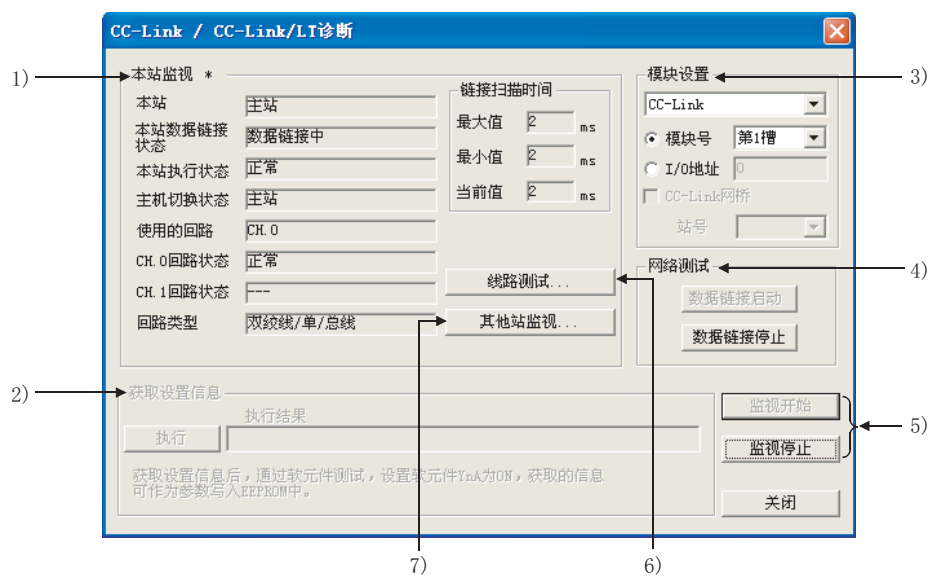 CC-Link / CC-Link/LT诊断
1)
本站监视 *
本站 主站
本站数据链接状态 数据链接中
本站执行状态 正常
主机切换状态 主站
使用的回路 CH.0
CH.0回路状态 正常
CH.1回路状态 ---
回路类型 双绞线/单/总线
链接扫描时间
最大值 2 ms
最小值 2 ms
当前值 2 ms
线路测试...
其他站监视...
模块设置
3)
CC-Link
模块号 第1槽
I/O地址 0
CC-Link网桥
站号
网络测试
4)
数据链接启动
数据链接停止
2)
获取设置信息
执行结果
执行
获取设置信息后，通过软元件测试，设置软元件YnA为ON，获取的信息
可作为参数写入EEPROM中。
监视开始
5)
监视停止
关闭
7)
6)